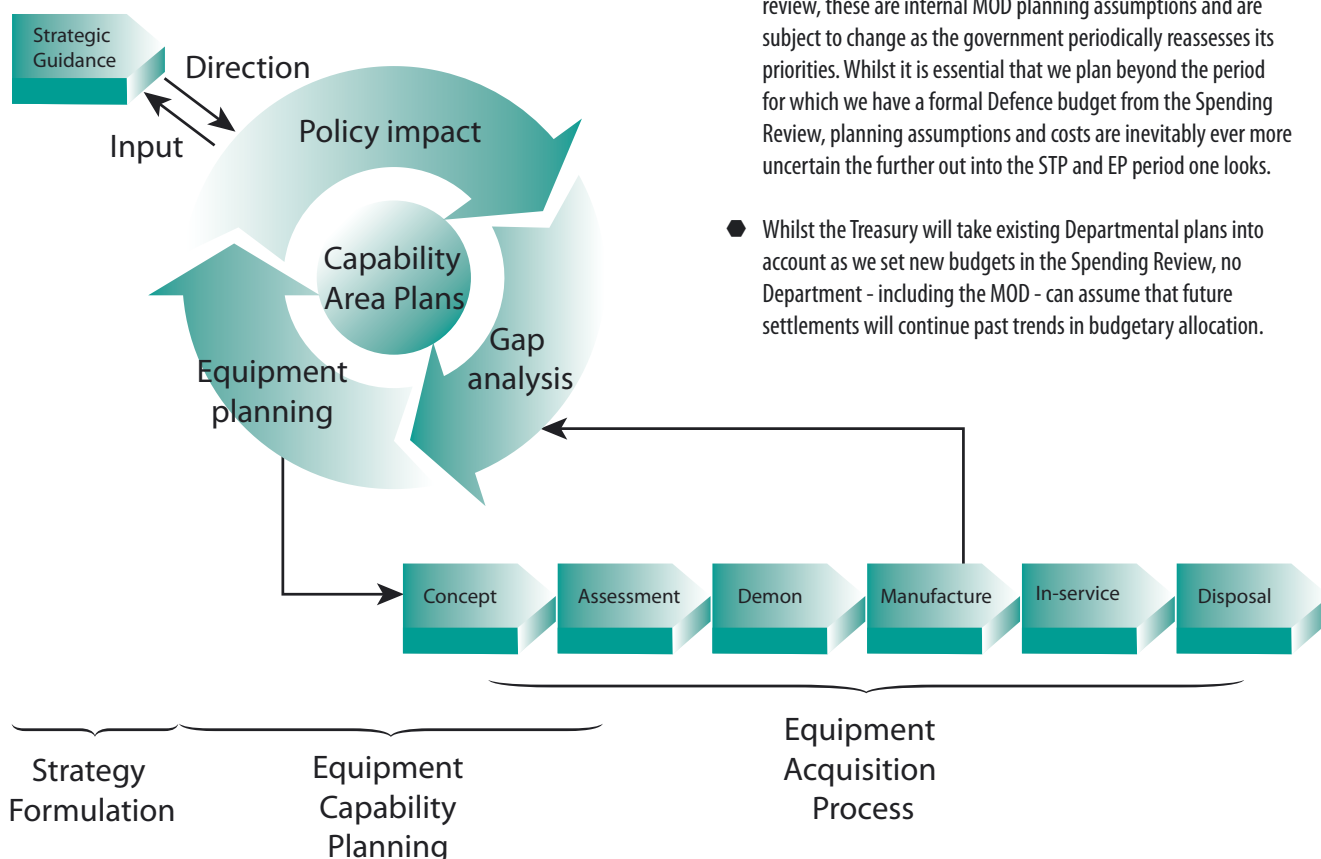 review, these are internal MOD planning assumptions and are
subject to change as the government periodically reassesses its
priorities. Whilst it is essential that we plan beyond the period
for which we have a formal Defence budget from the Spending
Review, planning assumptions and costs are inevitably ever more
uncertain the further out into the STP and EP period one looks.
Whilst the Treasury will take existing Departmental plans into
account as we set new budgets in the Spending Review, no
Department - including the MOD - can assume that future
settlements will continue past trends in budgetary allocation.
Strategic
Guidance
Direction
Input
Policy impact
Capability
Area Plans
Gap
analysis
Equipment
planning
Concept
Assessment
Demon
Manufacture
In-service
Disposal
Strategy
Formulation
Equipment
Capability
Planning
Equipment
Acquisition
Process